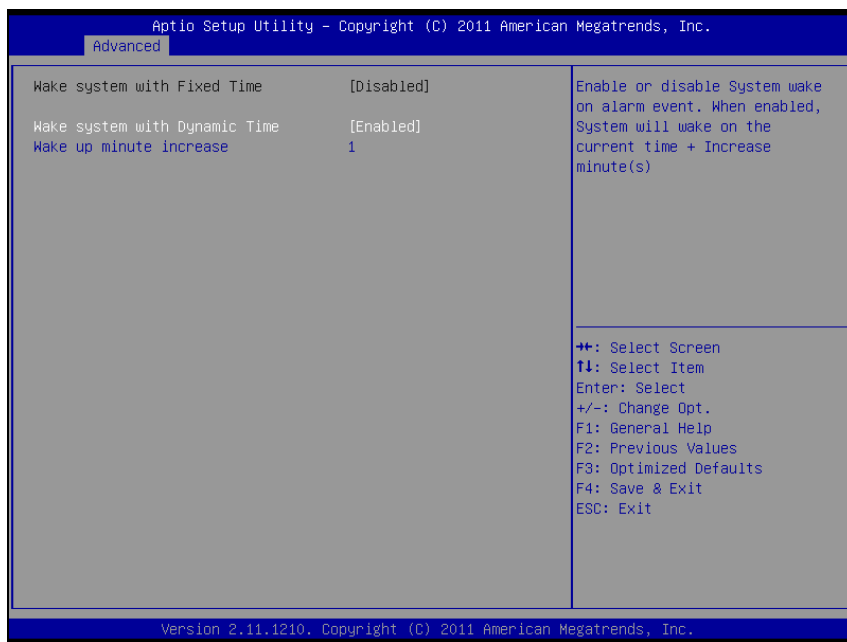 Aptio Setup Utility – Copyright (C) 2011 American Megatrends, Inc.
Advanced
Wake system with Fixed Time [Disabled]
Wake system with Dynamic Time [Enabled]
Wake up minute increase 1
Enable or disable System wake
on alarm event. When enabled,
System will wake on the
current time + Increase
minute(s)
→←: Select Screen
↑↓: Select Item
Enter: Select
+/-: Change Opt.
F1: General Help
F2: Previous Values
F3: Optimized Defaults
F4: Save & Exit
ESC: Exit
Version 2.11.1210. Copyright (C) 2011 American Megatrends, Inc.